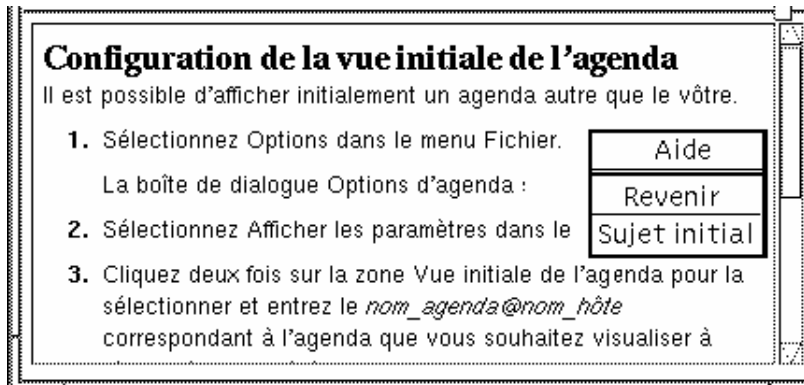 Configuration de la vue initiale de l'agenda
Il est possible d'afficher initialement un agenda autre que le vôtre.
1. Sélectionnez Options dans le menu Fichier.
La boîte de dialogue Options d'agenda :
2. Sélectionnez Afficher les paramètres dans le
3. Cliquez deux fois sur la zone Vue initiale de l'agenda pour la
sélectionner et entrez le nom_agenda@nom_hôte
correspondant à l'agenda que vous souhaitez visualiser à
Aide
Revenir
Sujet initial